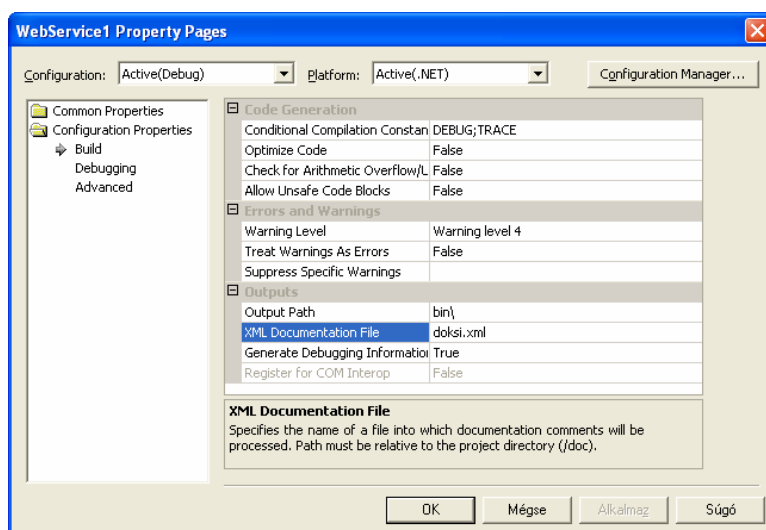 WebService1 Property Pages
Configuration: Active(Debug) Platform: Active(.NET) Configuration Manager...
Common Properties
Configuration Properties
Build
Debugging
Advanced
Code Generation
Conditional Compilation Constan DEBUG;TRACE
Optimize Code False
Check for Arithmetic Overflow/U False
Allow Unsafe Code Blocks False
Errors and Warnings
Warning Level Warning level 4
Treat Warnings As Errors False
Suppress Specific Warnings
Outputs
Output Path bin\
XML Documentation File doksi.xml
Generate Debugging Information True
Register for COM Interop False
XML Documentation File
Specifies the name of a file into which documentation comments will be
processed. Path must be relative to the project directory (/doc).
OK Mégse Alkalmaz Súgó